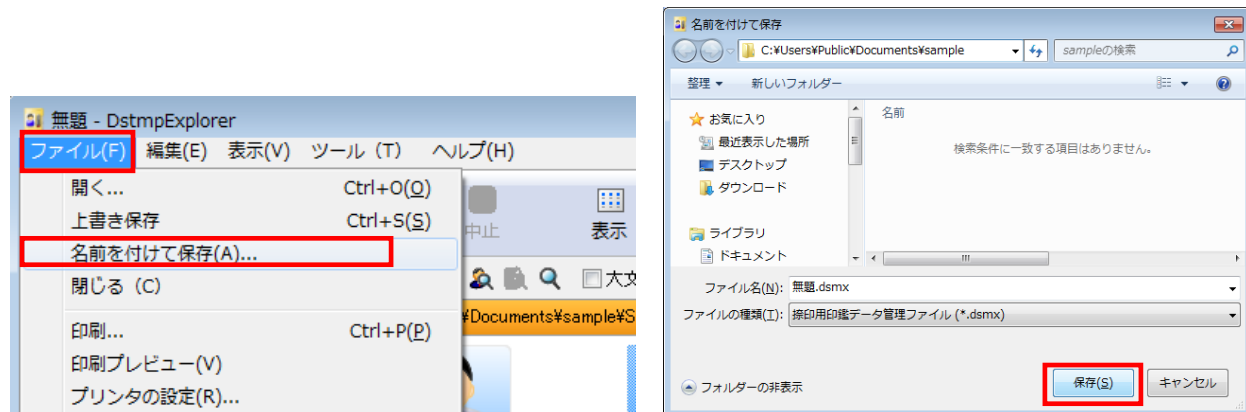 無題 - DstmpExplorer
ファイル(F) 編集(E) 表示(V) ツール（T） ヘルプ(H)
開く... Ctrl+O(O)
上書き保存 Ctrl+S(S)
名前を付けて保存(A)...
閉じる（C）
印刷... Ctrl+P(P)
印刷プレビュー(V)
プリンタの設定(R)...
中止 表示
大文
¥Documents¥sample¥S
名前を付けて保存
C:¥Users¥Public¥Documents¥sample sampleの検索
整理 新しいフォルダー
お気に入り
最近表示した場所
デスクトップ
ダウンロード
ライブラリ
ドキュメント
名前
検索条件に一致する項目はありません。
ファイル名(N): 無題.dsmx
ファイルの種類(T): 捺印用印鑑データ管理ファイル (*.dsmx)
フォルダーの非表示 保存(S) キャンセル